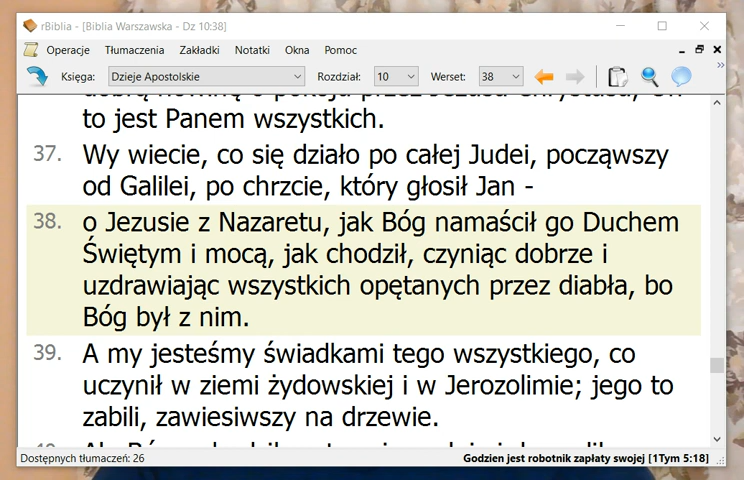 rBiblia - [Biblia Warszawska - Dz 10:38]
Operacje Tłumaczenia Zakładki Notatki Okna Pomoc
Księga: Dzieje Apostolskie Rozdział: 10 Werset: 38
to jest Panem wszystkich.
37. Wy wiecie, co się działo po całej Judei, począwszy
od Galilei, po chrzcie, który głosił Jan -
38. o Jezusie z Nazaretu, jak Bóg namaścił go Duchem
Świętym i mocą, jak chodził, czyniąc dobrze i
uzdrawiając wszystkich opętanych przez diabła, bo
Bóg był z nim.
39. A my jesteśmy świadkami tego wszystkiego, co
uczynił w ziemi żydowskiej i w Jerozolimie; jego to
zabili, zawiesiwszy na drzewie.
Dostępnych tłumaczeń: 26 Godzien jest robotnik zapłaty swojej [1Tym 5:18]